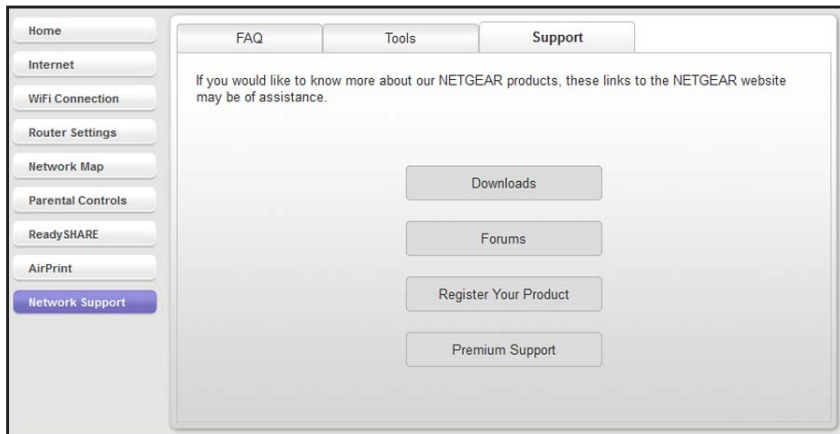 Home
Internet
WiFi Connection
Router Settings
Network Map
Parental Controls
ReadySHARE
AirPrint
Network Support
FAQ
Tools
Support
If you would like to know more about our NETGEAR products, these links to the NETGEAR website
may be of assistance.
Downloads
Forums
Register Your Product
Premium Support